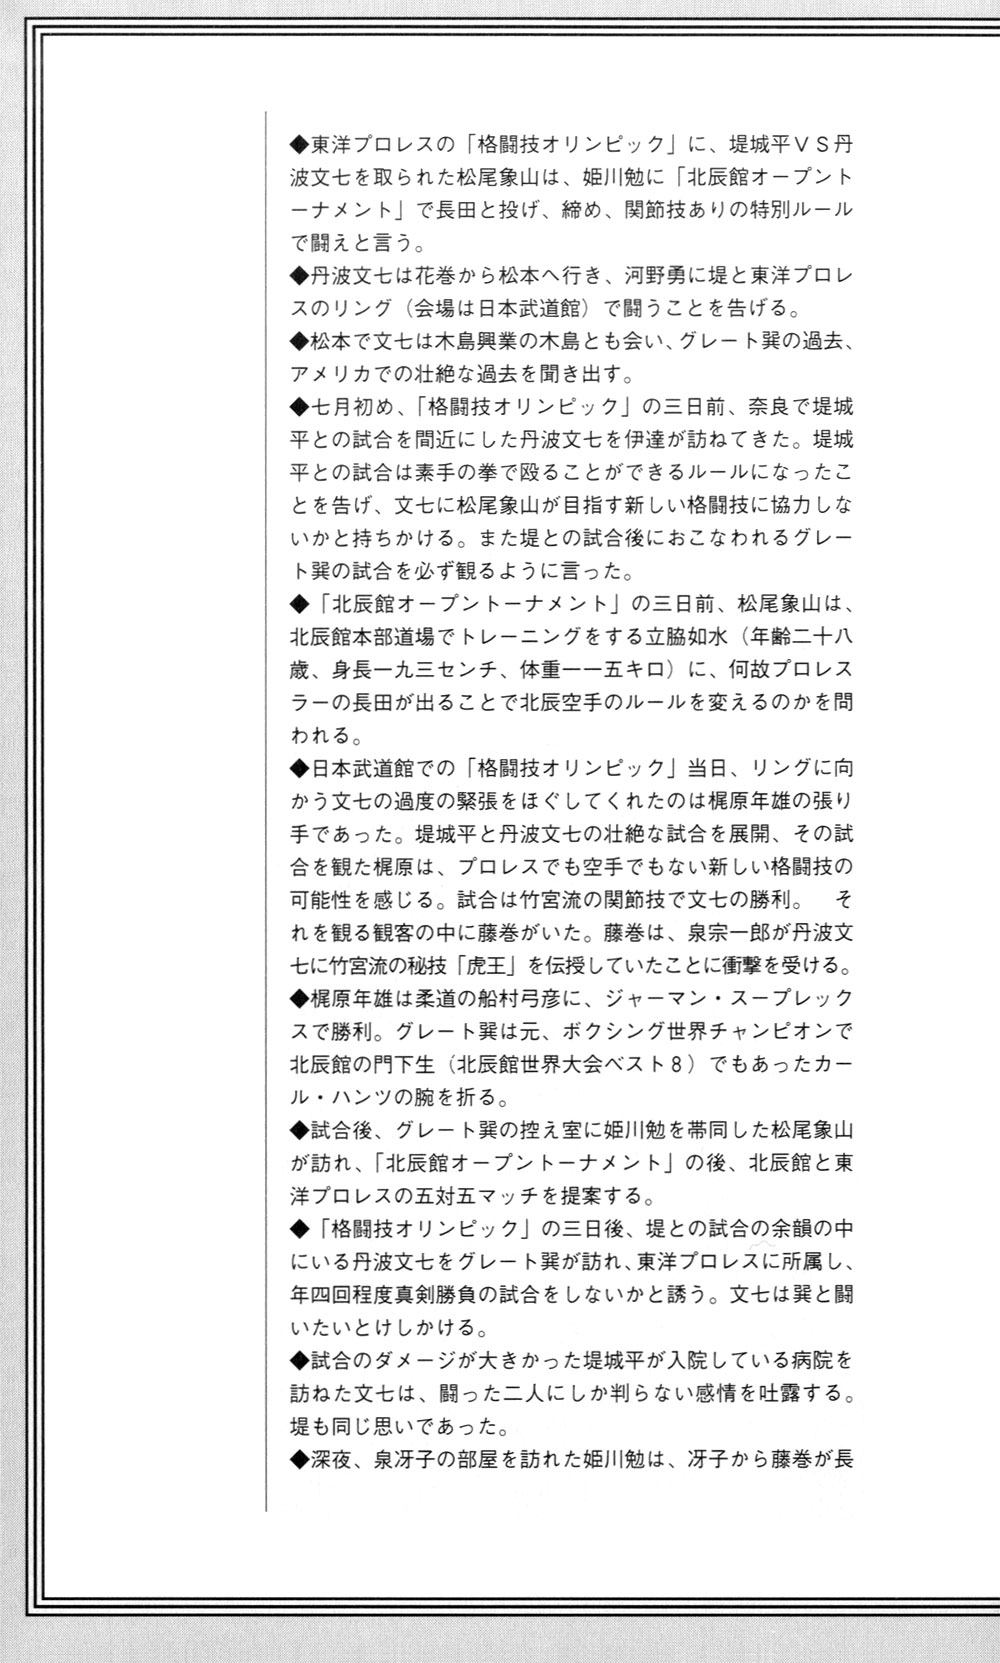 ◆東洋プロレスの「格闘技オリンピック」に、堤城平ＶＳ丹
波文七を取られた松尾象山は、姫川勉に「北辰館オープント
ーナメント」で長田と投げ、締め、関節技ありの特別ルール
で闘えと言う。
◆丹波文七は花巻から松本へ行き、河野勇に堤と東洋プロレ
スのリング（会場は日本武道館）で闘うことを告げる。
◆松本で文七は木島興業の木島とも会い、グレート巽の過去、
アメリカでの壮絶な過去を聞き出す。
◆七月初め、「格闘技オリンピック」の三日前、奈良で堤城
平との試合を間近にした丹波文七を伊達が訪ねてきた。堤城
平との試合は素手の拳で殴ることができるルールになったこ
とを告げ、文七に松尾象山が目指す新しい格闘技に協力しな
いかと持ちかける。また堤との試合後におこなわれるグレー
ト巽の試合を必ず観るように言った。
◆「北辰館オープントーナメント」の三日前、松尾象山は、
北辰館本部道場でトレーニングをする立脇如水（年齢二十八
歳、身長一九三センチ、体重一一五キロ）に、何故プロレス
ラーの長田が出ることで北辰空手のルールを変えるのかを問
われる。
◆日本武道館での「格闘技オリンピック」当日、リングに向
かう文七の過度の緊張をほぐしてくれたのは梶原年雄の張り
手であった。堤城平と丹波文七の壮絶な試合を展開、その試
合を観た梶原は、プロレスでも空手でもない新しい格闘技の
可能性を感じる。試合は竹宮流の関節技で文七の勝利。　そ
れを観る観客の中に藤巻がいた。藤巻は、泉宗一郎が丹波文
七に竹宮流の秘技「虎王」を伝授していたことに衝撃を受ける。
◆梶原年雄は柔道の船村弓彦に、ジャーマン・スープレック
スで勝利。グレート巽は元、ボクシング世界チャンピオンで
北辰館の門下生（北辰館世界大会ベスト８）でもあったカー
ル・ハンツの腕を折る。
◆試合後、グレート巽の控え室に姫川勉を帯同した松尾象山
が訪れ、「北辰館オープントーナメント」の後、北辰館と東
洋プロレスの五対五マッチを提案する。
◆「格闘技オリンピック」の三日後、堤との試合の余韻の中
にいる丹波文七をグレート巽が訪れ、東洋プロレスに所属し、
年四回程度真剣勝負の試合をしないかと誘う。文七は巽と闘
いたいとけしかける。
◆試合のダメージが大きかった堤城平が入院している病院を
訪ねた文七は、闘った二人にしか判らない感情を吐露する。
堤も同じ思いであった。
◆深夜、泉冴子の部屋を訪れた姫川勉は、冴子から藤巻が長